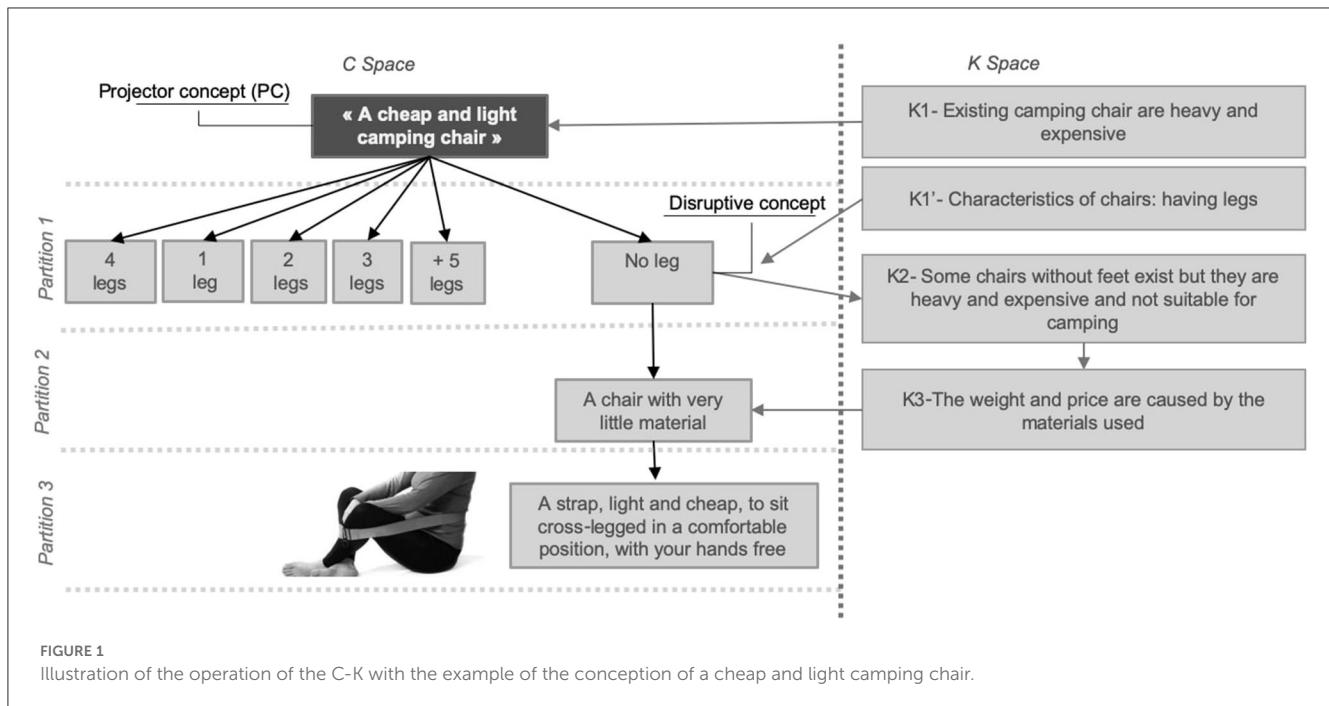 C Space
K Space
Projector concept (PC)
« A cheap and light
camping chair »
K1- Existing camping chair are heavy and
expensive
K1’- Characteristics of chairs: having legs
Disruptive concept
Partition 1
4
legs
1
leg
2
legs
3
legs
+ 5
legs
No leg
K2- Some chairs without feet exist but they are
heavy and expensive and not suitable for
camping
Partition 2
A chair with very
little material
K3-The weight and price are caused by the
materials used
Partition 3
A strap, light and cheap, to sit
cross-legged in a comfortable
position, with your hands free
FIGURE 1
Illustration of the operation of the C-K with the example of the conception of a cheap and light camping chair.